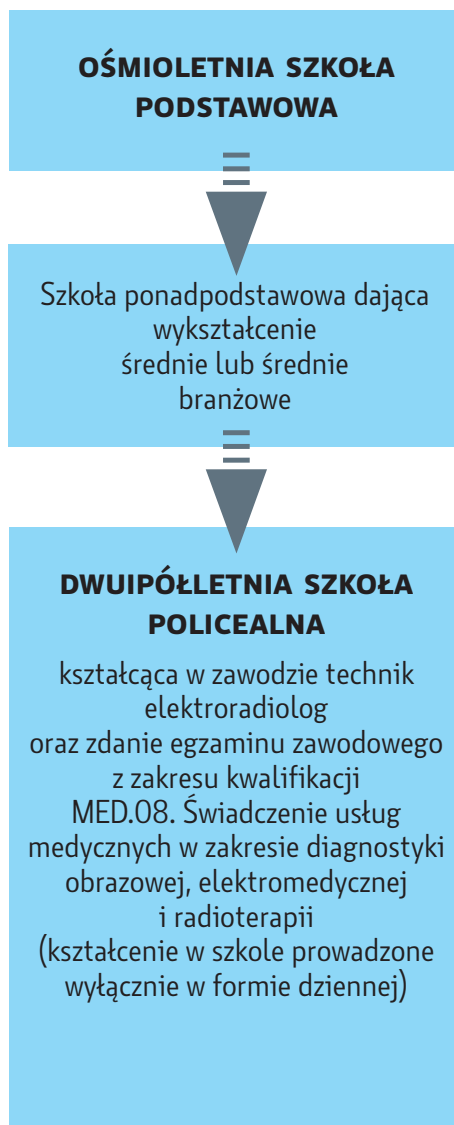 OŚMIOLETNIA SZKOŁA
PODSTAWOWA
Szkoła ponadpodstawowa dająca
wykształcenie
średnie lub średnie
branżowe
DWUIPÓŁLETNIA SZKOŁA
POLICEALNA
kształcąca w zawodzie technik
elektroradiolog
oraz zdanie egzaminu zawodowego
z zakresu kwalifikacji
MED.08. Świadczenie usług
medycznych w zakresie diagnostyki
obrazowej, elektromedycznej
i radioterapii
(kształcenie w szkole prowadzone
wyłącznie w formie dziennej)